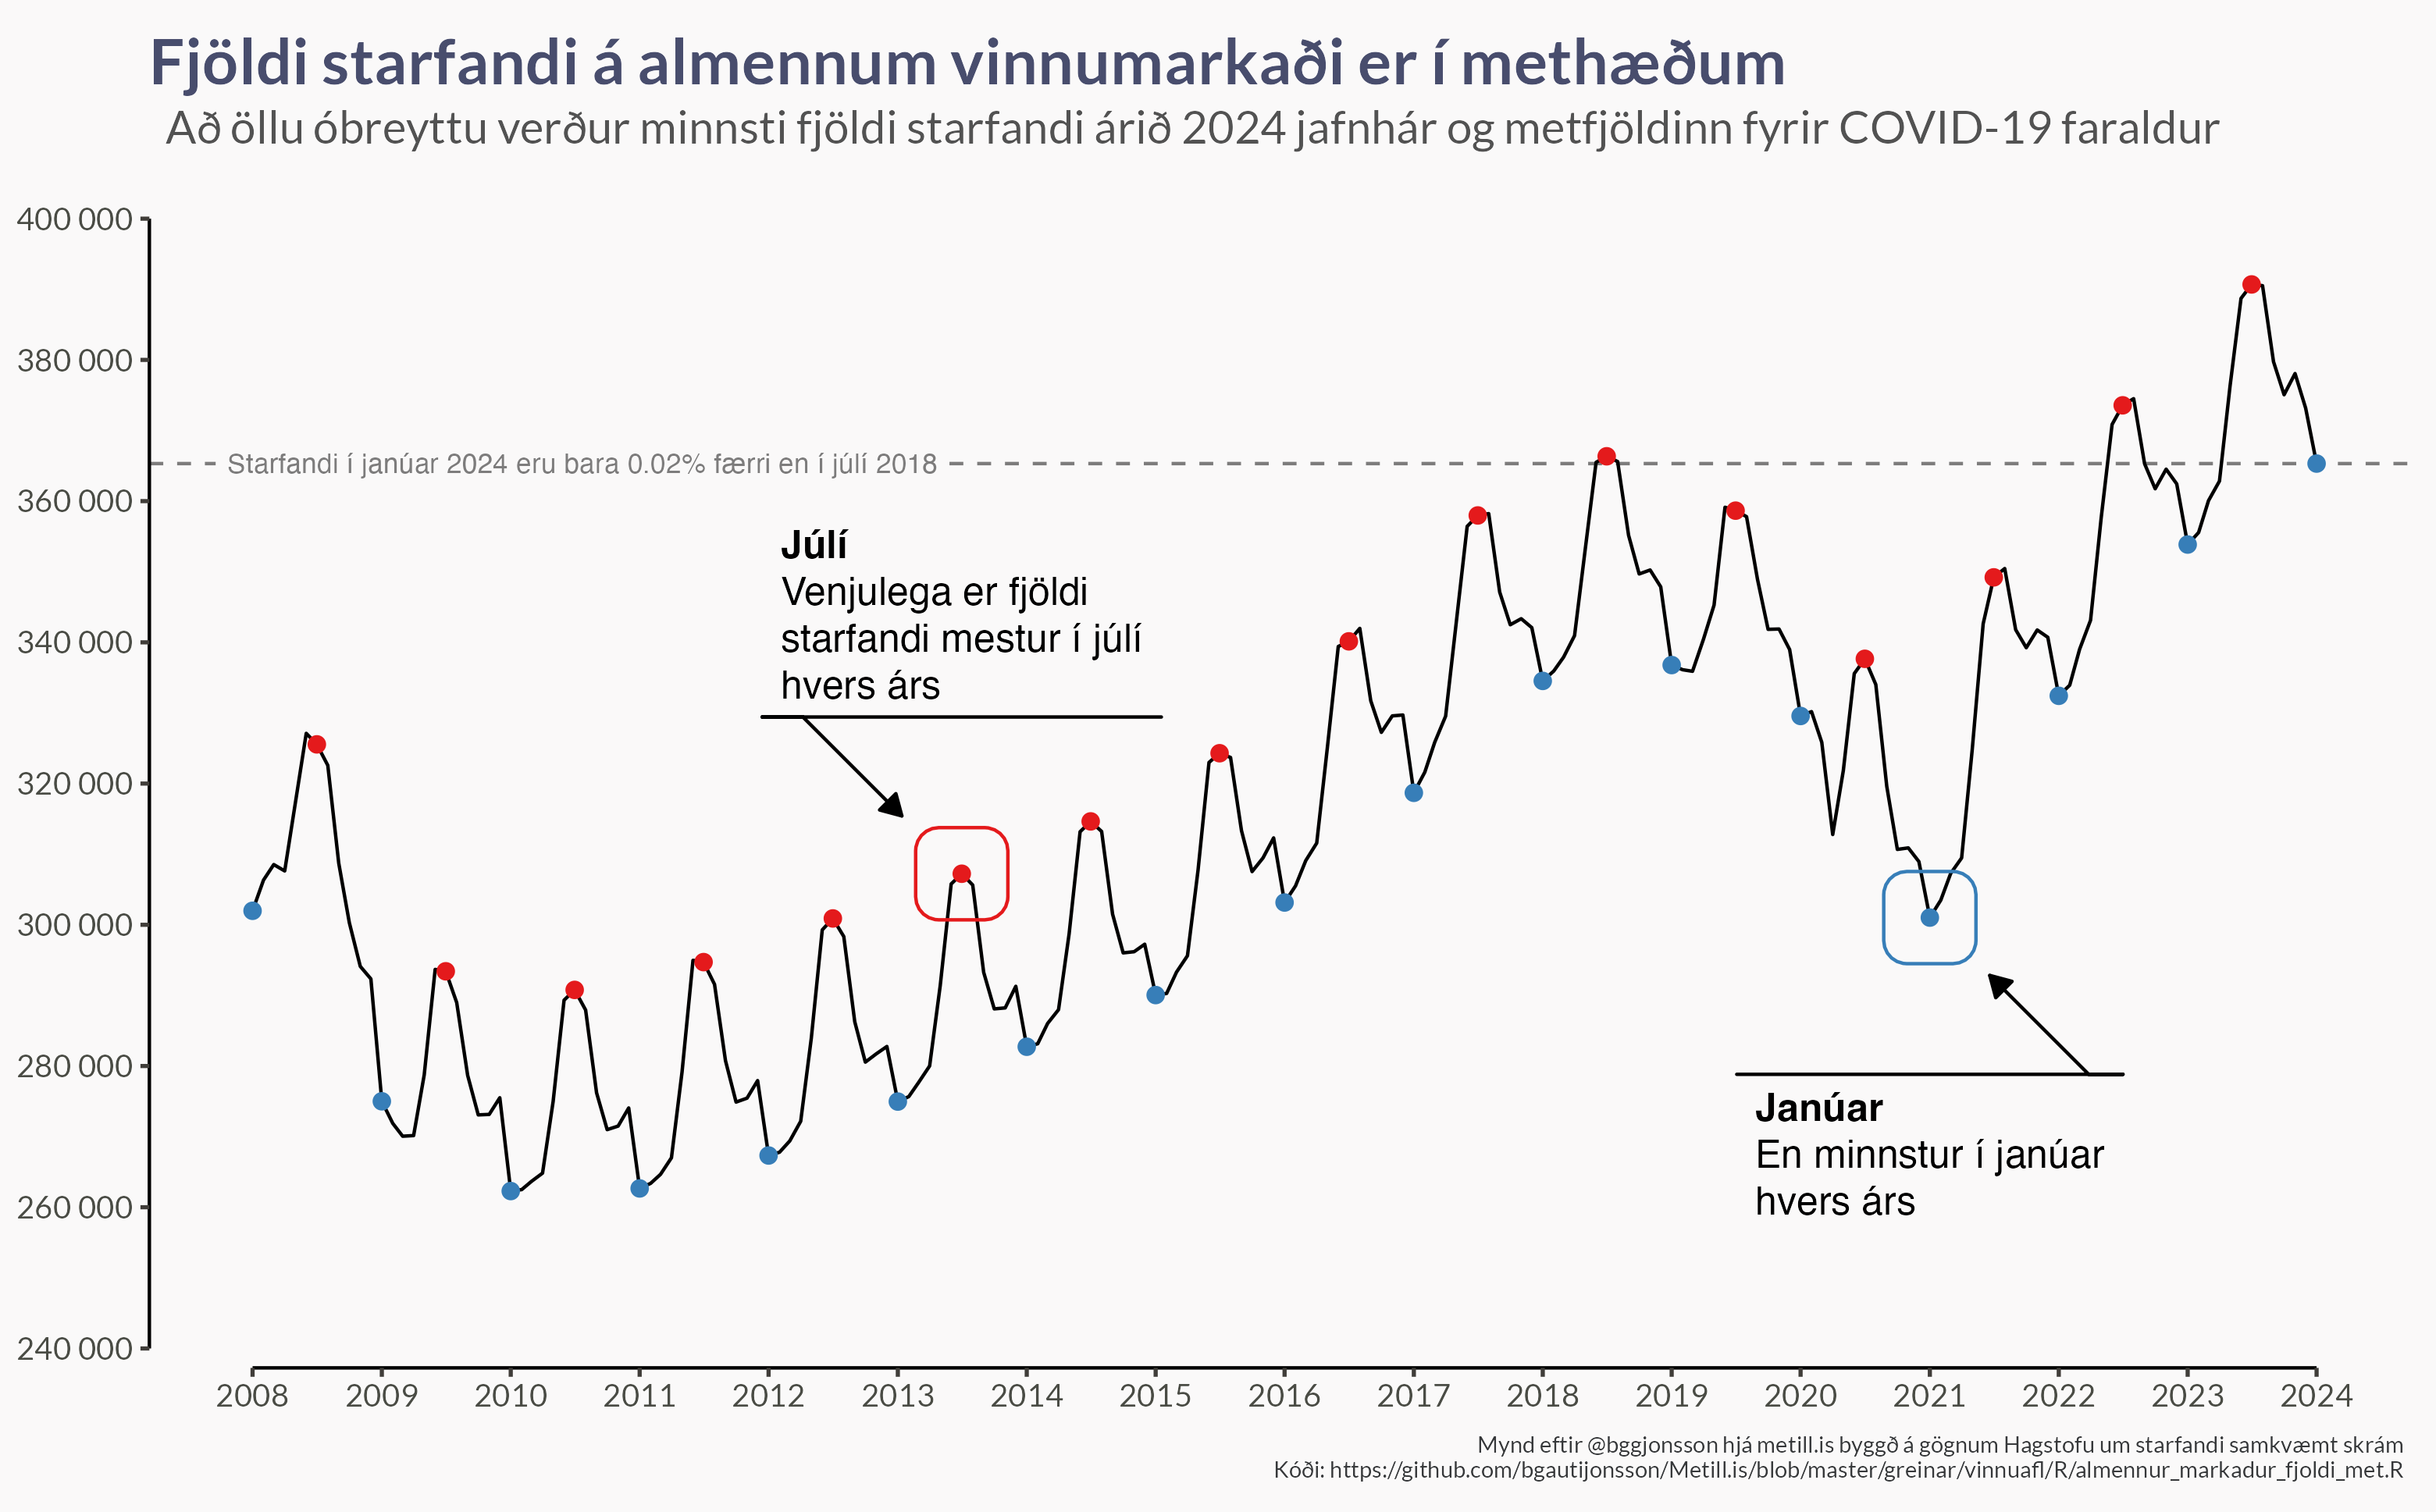 Fjöldi starfandi á almennum vinnumarkaði er í methæðum
Að öllu óbreyttu verður minnsti fjöldi starfandi árið 2024 jafnhár og metfjöldinn fyrir COVID-19 faraldur
400 000
380 000
Starfandi í janúar 2024 eru bara 0.02% færri en í júlí 2018
360 000
Júlí
Venjulega er fjöldi
starfandi mestur í júlí
hvers árs
340 000
320 000
300 000
280 000
Janúar
En minnstur í janúar
hvers árs
260 000
240 000
2008 2009 2010 2011 2012 2013 2014 2015 2016 2017 2018 2019 2020 2021 2022 2023 2024
Mynd eftir @bggjonsson hjá metill.is byggð á gögnum Hagstofu um starfandi samkvæmt skrám
Kóði: https://github.com/bgautijonsson/Metill.is/blob/master/greinar/vinnuafl/R/almennur_markadur_fjoldi_met.R